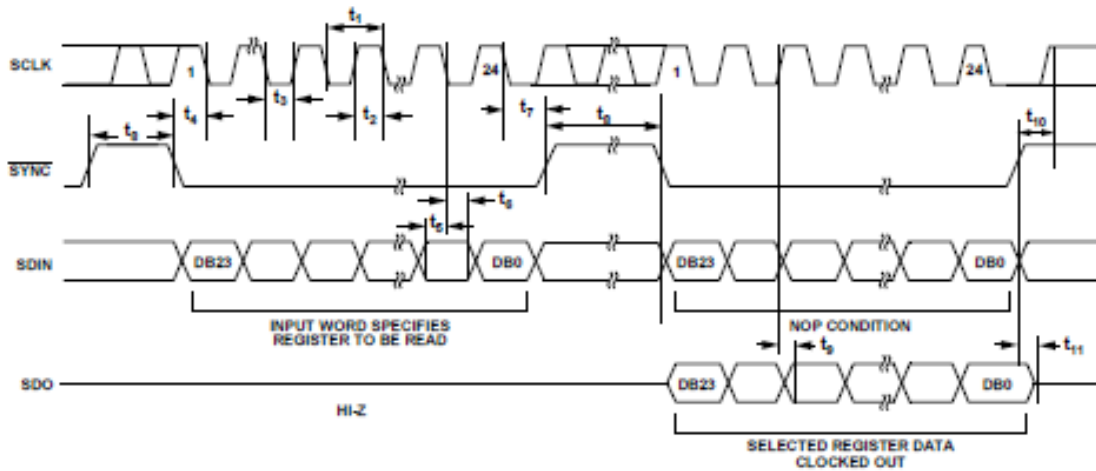 t1
SCLK
1
24
1
24
t3
t4
t2
t7
t8
t8
t10
SYNC
t6
t5
SDIN
DB23
DB0
DB23
DB0
INPUT WORD SPECIFIES
REGISTER TO BE READ
NOP CONDITION
t9
t11
SDO
DB23
DB0
HI-Z
SELECTED REGISTER DATA
CLOCKED OUT